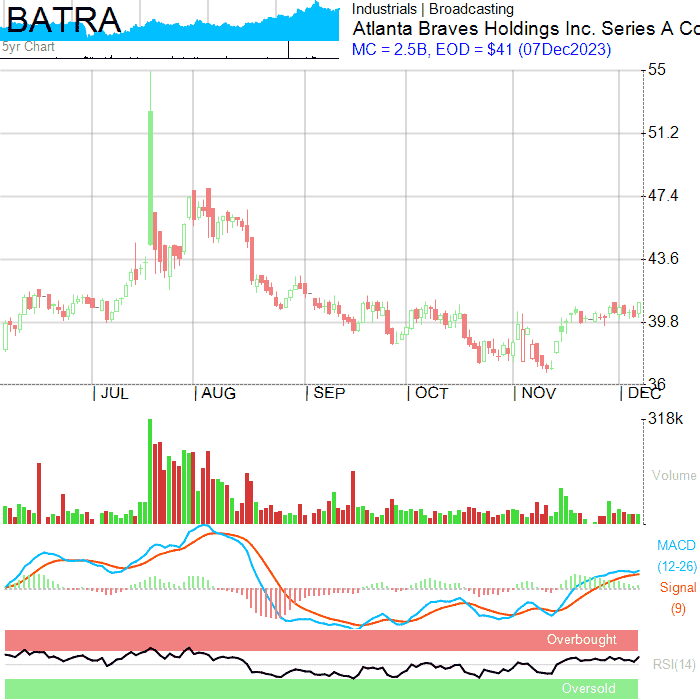 BATRA
5yr Chart
Industrials | Broadcasting
Atlanta Braves Holdings Inc. Series A Co
MC = 2.5B, EOD = $41 (07Dec2023)
55
51.2
47.4
43.6
39.8
36
| JUL | AUG | SEP | OCT | NOV | DEC
318k
Volume
MACD
(12-26)
Signal
(9)
Overbought
RSI(14)
Oversold